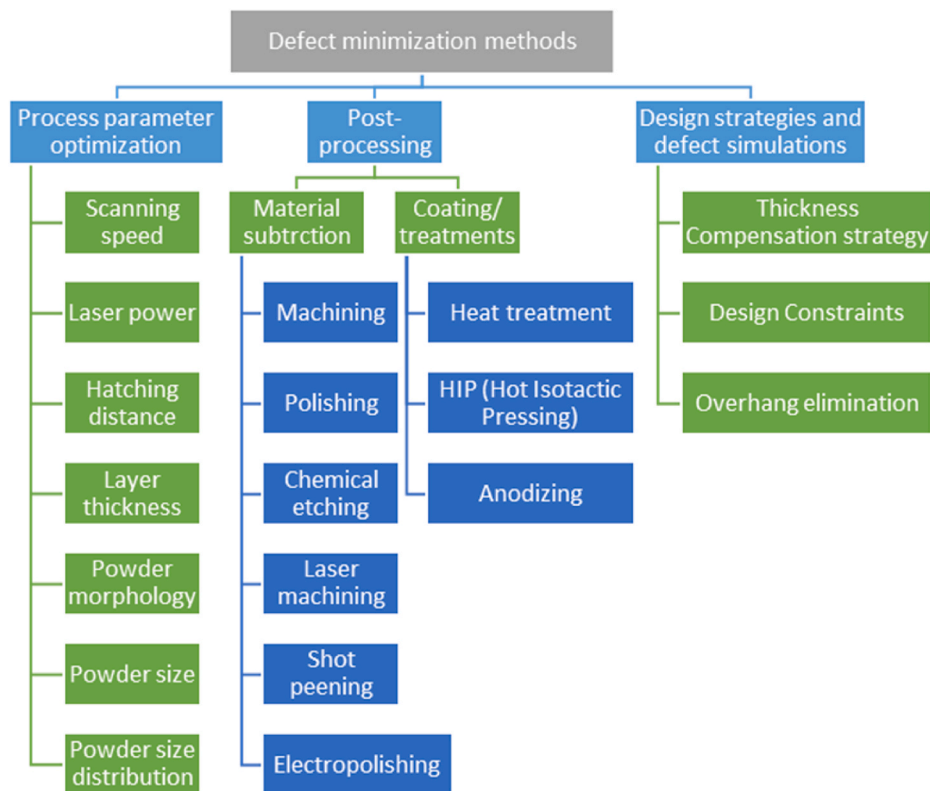 Defect minimization methods
Process parameter
optimization
Post-
processing
Design strategies and
defect simulations
Scanning
speed
Laser power
Hatching
distance
Layer
thickness
Powder
morphology
Powder size
Powder size
distribution
Material
subtrction
Machining
Polishing
Chemical
etching
Laser
machining
Shot
peening
Electropolishing
Coating/
treatments
Heat treatment
HIP (Hot Isotactic
Pressing)
Anodizing
Thickness
Compensation strategy
Design Constraints
Overhang elimination